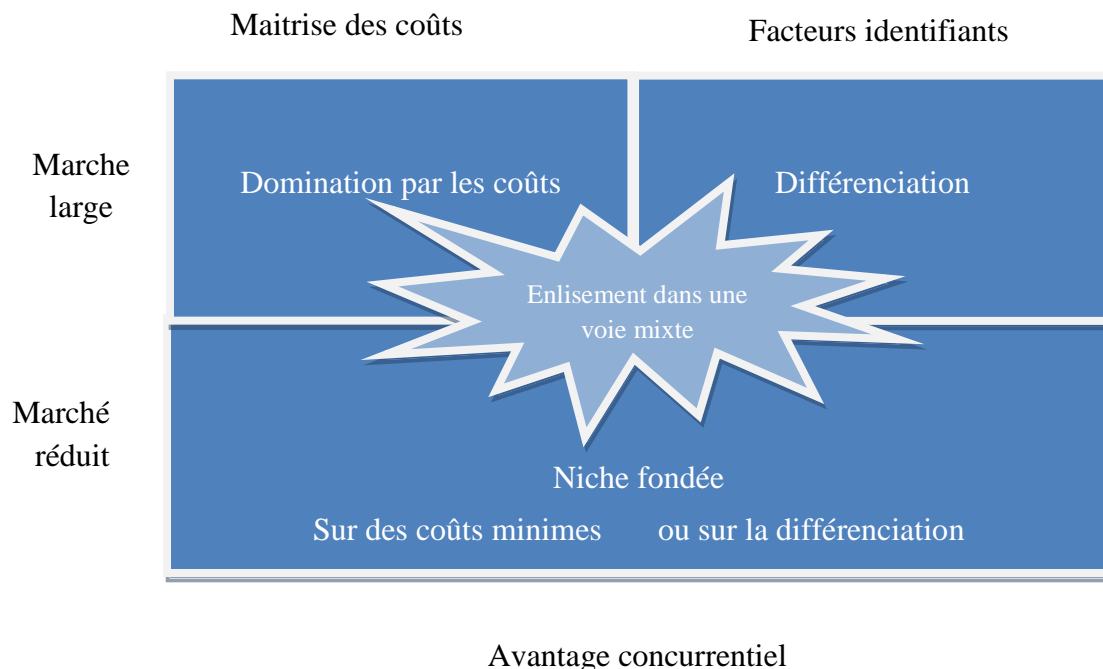 Maitrise des coûts
Facteurs identifiants
Marche
large
Domination par les coûts
Différenciation
Enlisement dans une
voie mixte
Marché
réduit
Niche fondée
Sur des coûts minimes ou sur la différenciation
Avantage concurrentiel